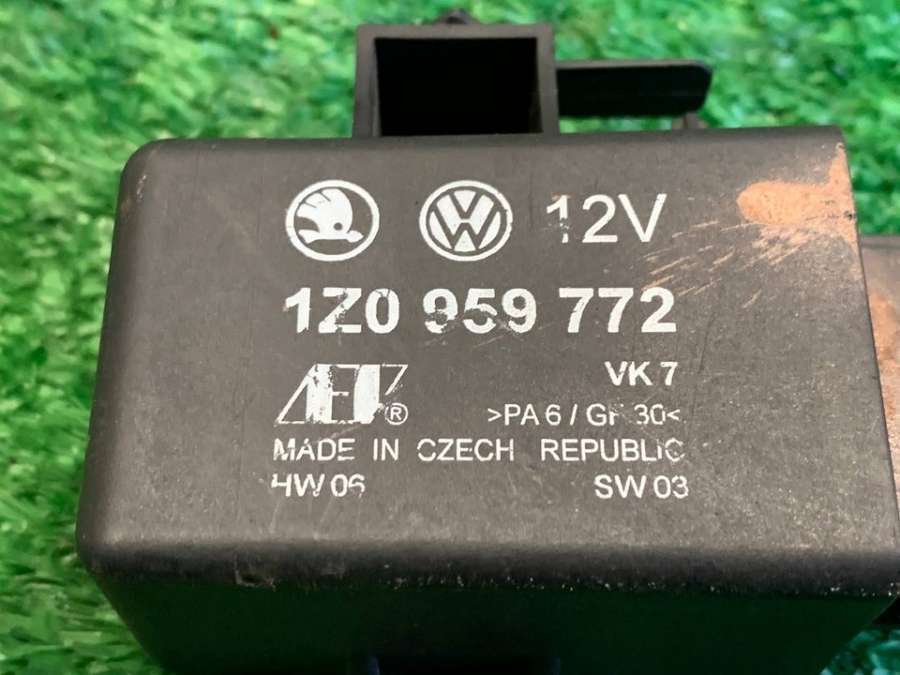 12V
1Z0 959 772
VK 7
>PA 6 / GF 30<
MADE IN CZECH REPUBLIC
HW 06
SW 03